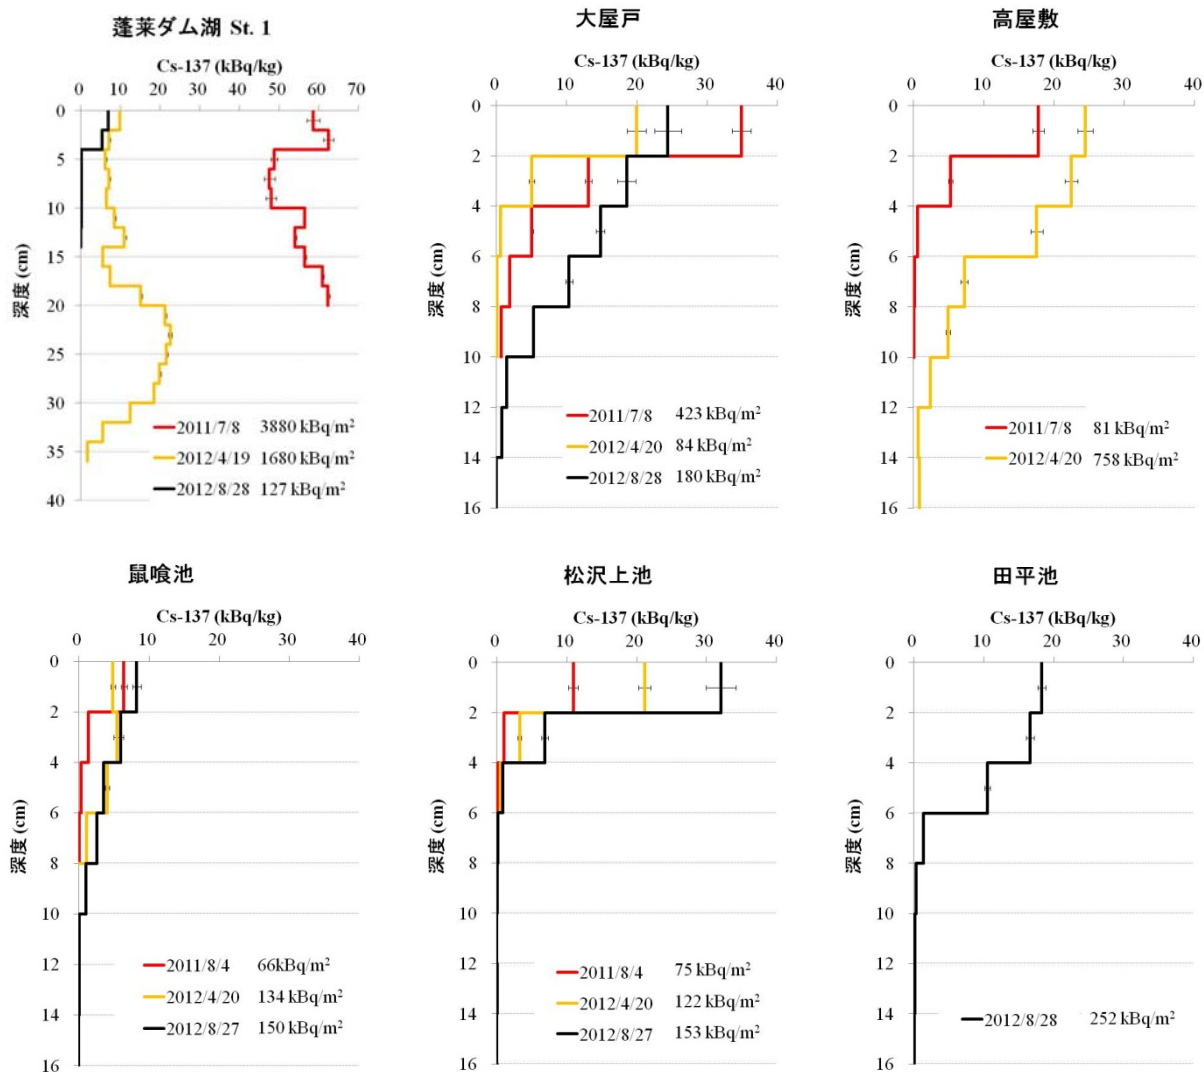 蓬莱ダム湖 St. 1
Cs-137 (kBq/kg)
0 10 20 30 40 50 60 70
0
5
10
15
20
25
30
35
40
深度 (cm)
2011/7/8 3880 kBq/m²
2012/4/19 1680 kBq/m²
2012/8/28 127 kBq/m²
大屋戸
Cs-137 (kBq/kg)
0 10 20 30 40
0
2
4
6
8
10
12
14
16
深度 (cm)
2011/7/8 423 kBq/m²
2012/4/20 84 kBq/m²
2012/8/28 180 kBq/m²
高屋敷
Cs-137 (kBq/kg)
0 10 20 30 40
0
2
4
6
8
10
12
14
16
深度 (cm)
2011/7/8 81 kBq/m²
2012/4/20 758 kBq/m²
鼠喰池
Cs-137 (kBq/kg)
0 10 20 30 40
0
2
4
6
8
10
12
14
16
深度 (cm)
2011/8/4 66kBq/m²
2012/4/20 134 kBq/m²
2012/8/27 150 kBq/m²
松沢上池
Cs-137 (kBq/kg)
0 10 20 30 40
0
2
4
6
8
10
12
14
16
深度 (cm)
2011/8/4 75 kBq/m²
2012/4/20 122 kBq/m²
2012/8/27 153 kBq/m²
田平池
Cs-137 (kBq/kg)
0 10 20 30 40
0
2
4
6
8
10
12
14
16
深度 (cm)
2012/8/28 252 kBq/m²